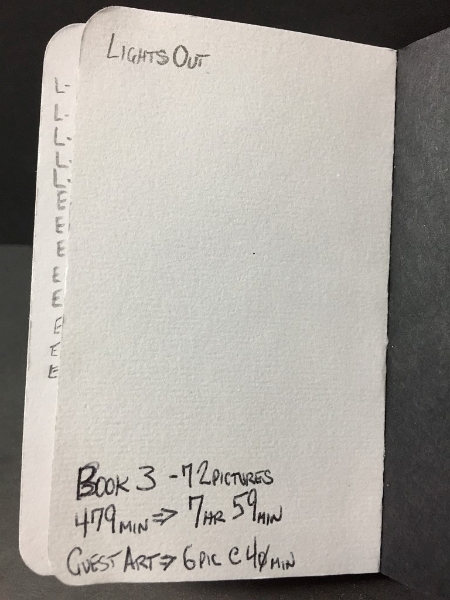 LIGHTS OUT
L
L
L
L
L
E
E
E
E
E
E
E
E
BOOK 3 - 72 PICTURES
479 MIN => 7 HR 59 MIN
GUEST ART => 6 PIC @ 40 MIN